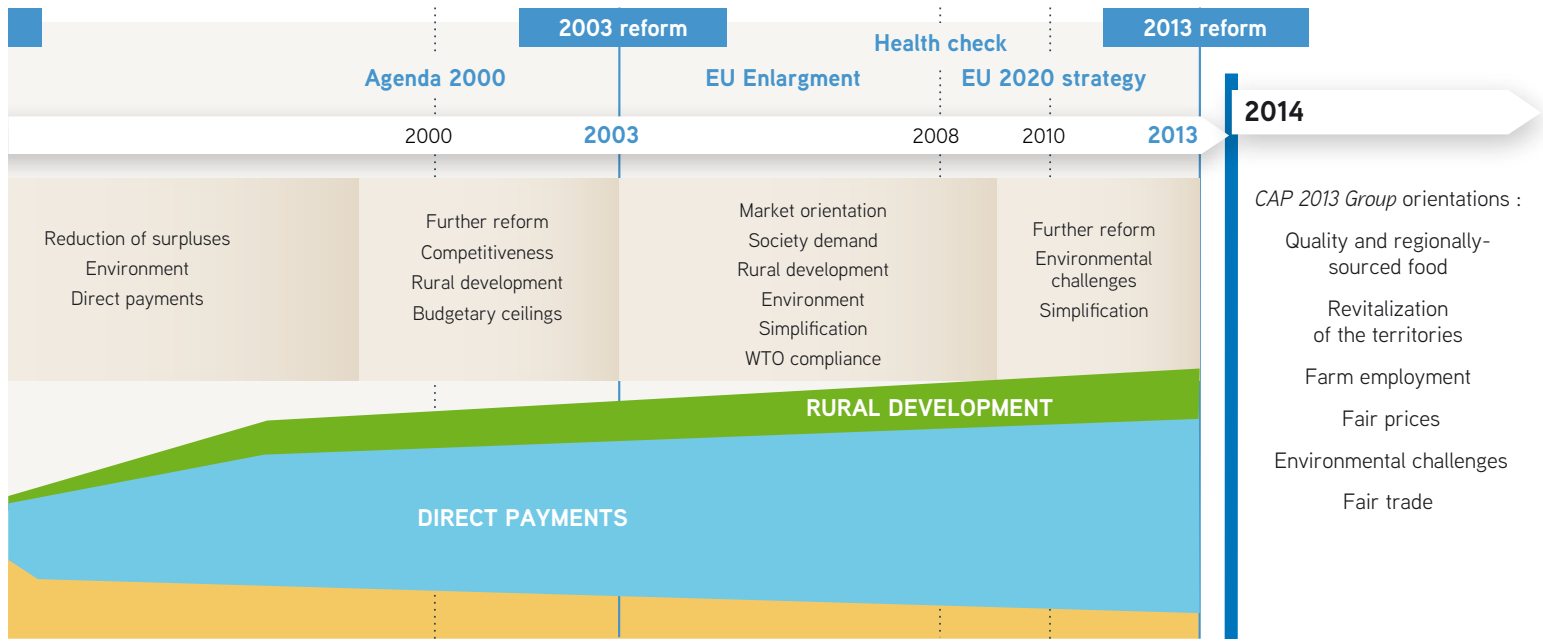 2003 reform
2013 reform
Health check
Agenda 2000
EU Enlargment
EU 2020 strategy
2000
2003
2008
2010
2013
2014
Reduction of surpluses
Environment
Direct payments
Further reform
Competitiveness
Rural development
Budgetary ceilings
Market orientation
Society demand
Rural development
Environment
Simplification
WTO compliance
Further reform
Environmental
challenges
Simplification
CAP 2013 Group orientations :
Quality and regionally-
sourced food
Revitalization
of the territories
Farm employment
Fair prices
Environmental challenges
Fair trade
RURAL DEVELOPMENT
DIRECT PAYMENTS